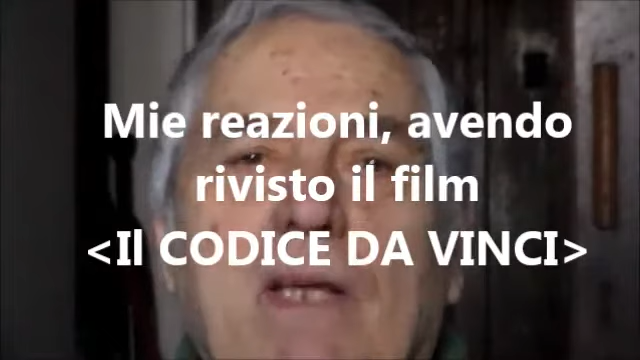 Mie reazioni, avendo
rivisto il film
<Il CODICE DA VINCI>